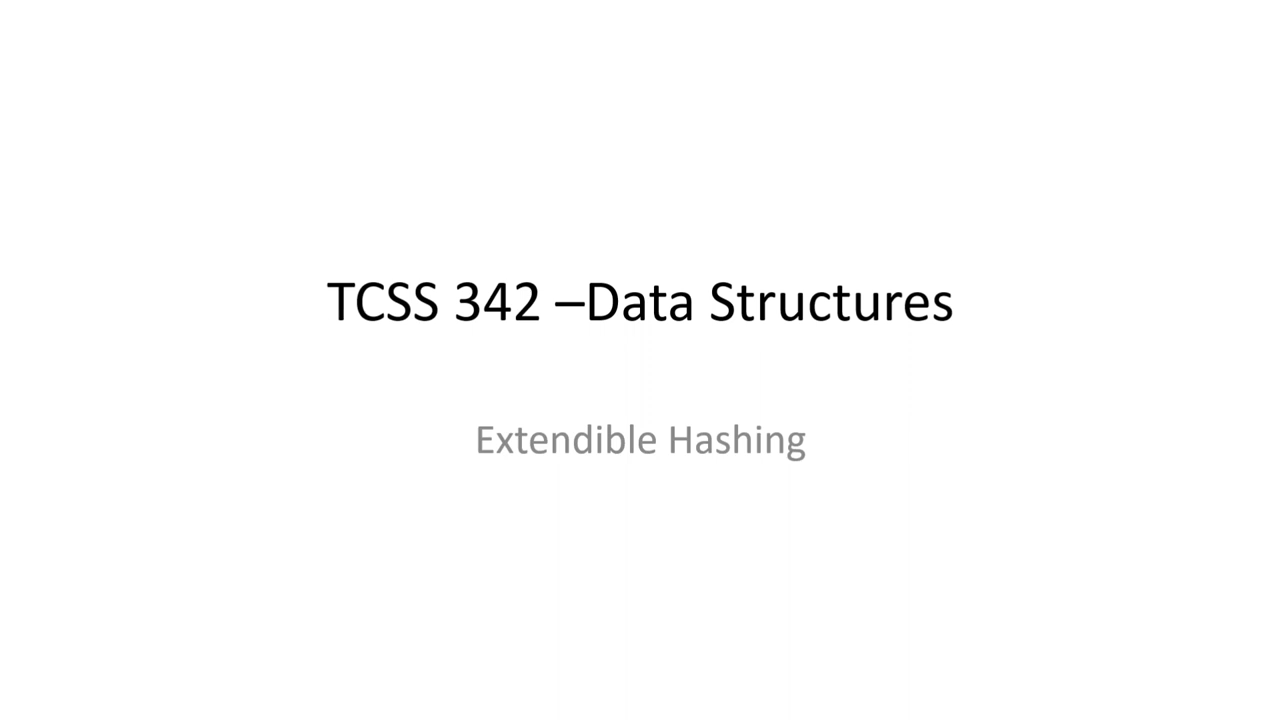 TCSS 342 –Data Structures
Extendible Hashing